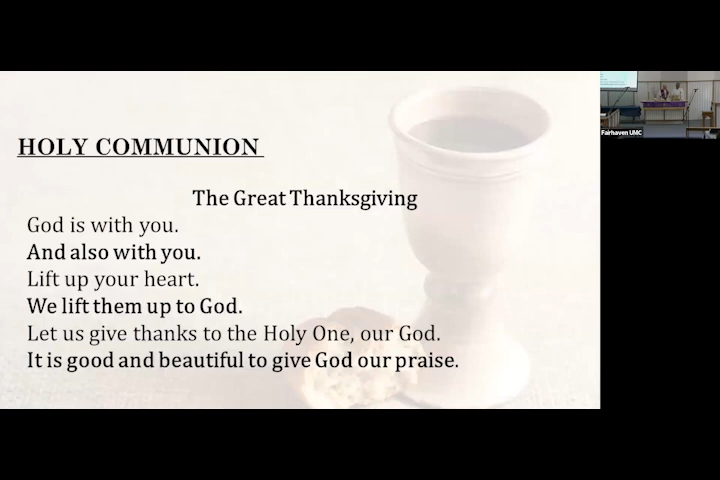 HOLY COMMUNION
The Great Thanksgiving
God is with you.
And also with you.
Lift up your heart.
We lift them up to God.
Let us give thanks to the Holy One, our God.
It is good and beautiful to give God our praise.
Fairhaven UMC